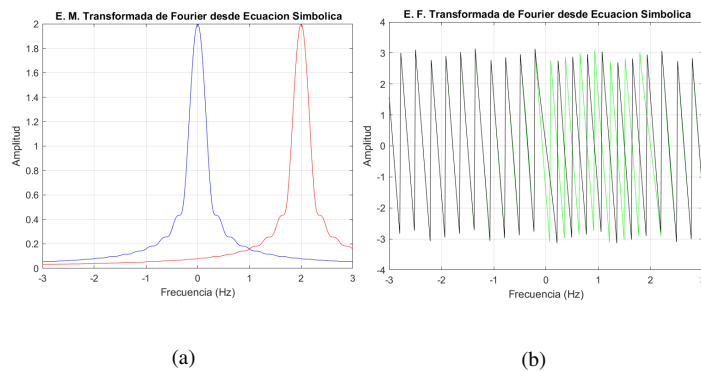 E. M. Transformada de Fourier desde Ecuacion Simbolica
2
1.8
1.6
1.4
1.2
1
0.8
0.6
0.4
0.2
0
Amplitud
-3 -2 -1 0 1 2 3
Frecuencia (Hz)
(a)
E. F. Transformada de Fourier desde Ecuacion Simbolica
4
3
2
1
0
-1
-2
-3
-4
Amplitud
-3 -2 -1 0 1 2 3
Frecuencia (Hz)
(b)